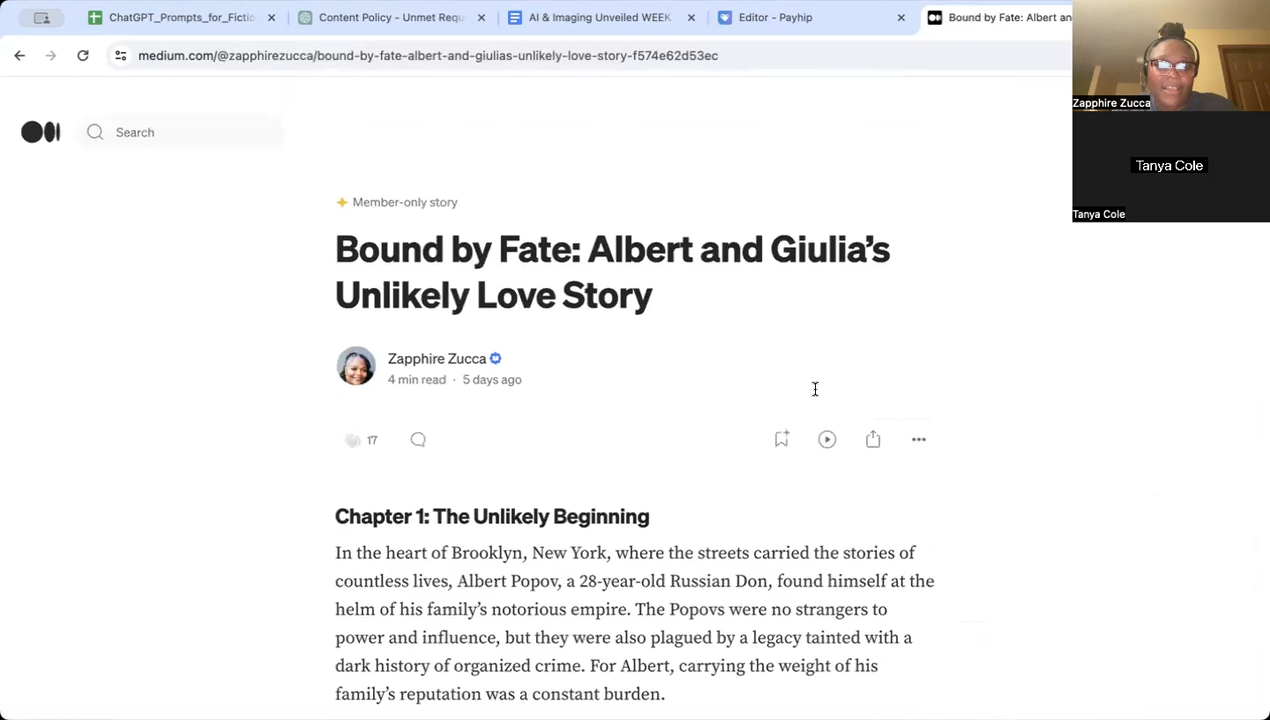 ChatGPT_Prompts_for_Fictio
Content Policy - Unmet Requ
AI & Imaging Unveiled WEEK
Editor - Payhip
Bound by Fate: Albert and
medium.com/@zapphirezucca/bound-by-fate-albert-and-giulias-unlikely-love-story-f574e62d53ec
Zapphire Zucca
Tanya Cole
Tanya Cole
Search
Member-only story
Bound by Fate: Albert and Giulia’s
Unlikely Love Story
Zapphire Zucca
4 min read · 5 days ago
17
Chapter 1: The Unlikely Beginning
In the heart of Brooklyn, New York, where the streets carried the stories of
countless lives, Albert Popov, a 28-year-old Russian Don, found himself at the
helm of his family’s notorious empire. The Popovs were no strangers to
power and influence, but they were also plagued by a legacy tainted with a
dark history of organized crime. For Albert, carrying the weight of his
family’s reputation was a constant burden.